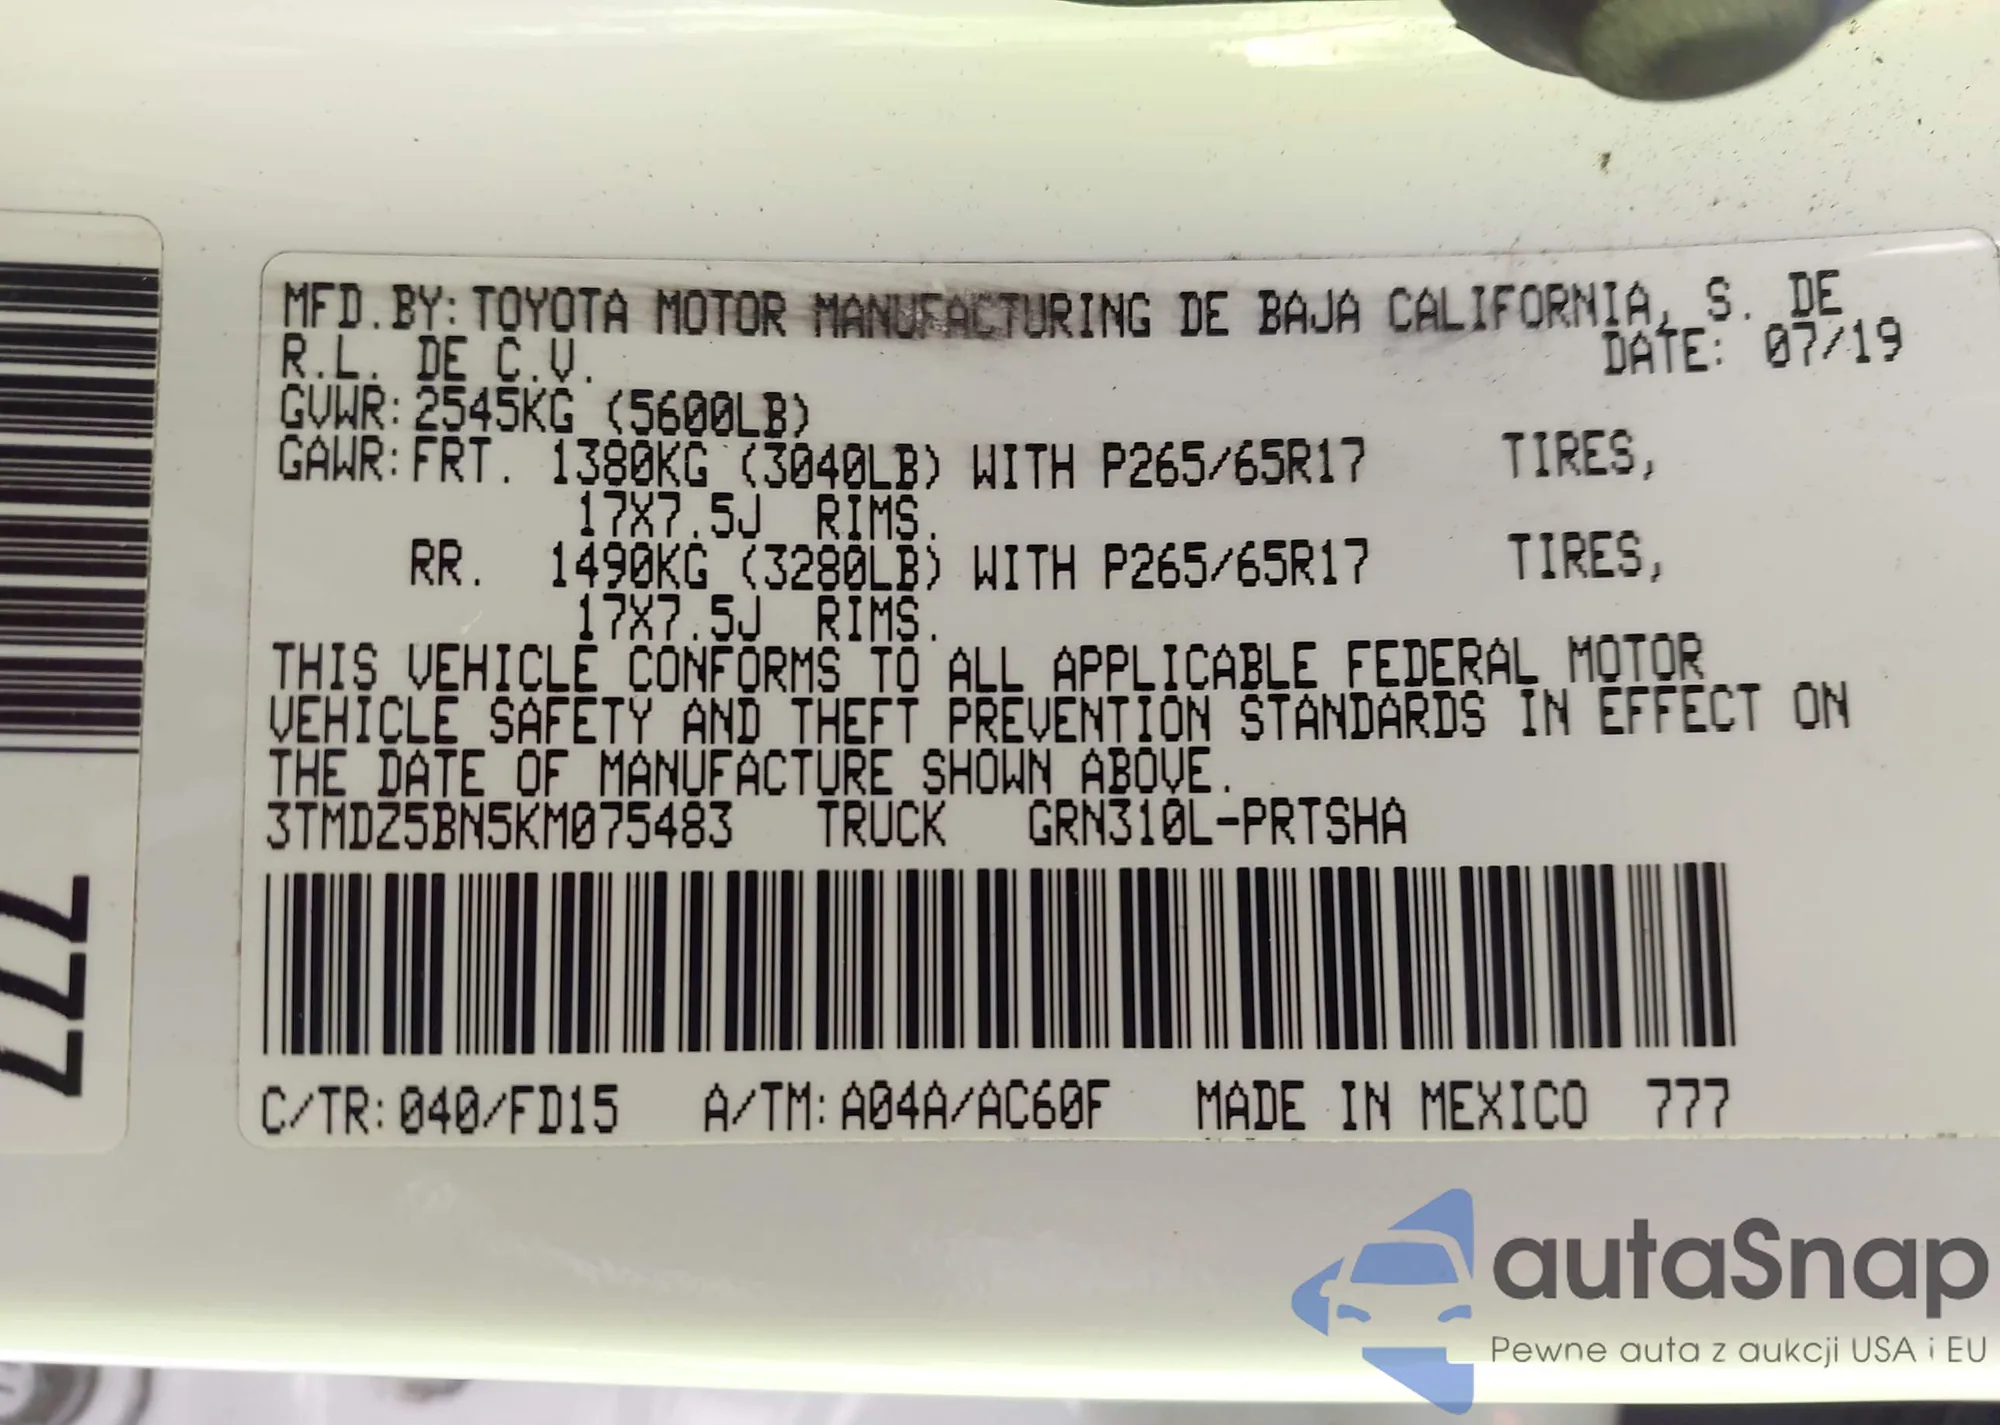 MFD.BY: TOYOTA MOTOR MANUFACTURING DE BAJA CALIFORNIA, S. DE
R.L. DE C.V. DATE: 07/19
GVWR: 2545KG (5600LB)
GAWR: FRT. 1380KG (3040LB) WITH P265/65R17 TIRES,
17X7.5J RIMS.
RR. 1490KG (3280LB) WITH P265/65R17 TIRES,
17X7.5J RIMS.
THIS VEHICLE CONFORMS TO ALL APPLICABLE FEDERAL MOTOR
VEHICLE SAFETY AND THEFT PREVENTION STANDARDS IN EFFECT ON
THE DATE OF MANUFACTURE SHOWN ABOVE.
3TMDZ5BN5KM075483 TRUCK GRN310L-PRTSHA
C/TR: 040/FD15 A/TM: A04A/AC60F MADE IN MEXICO 777
777
autaSnap
Pewne auta z aukcji USA i EU